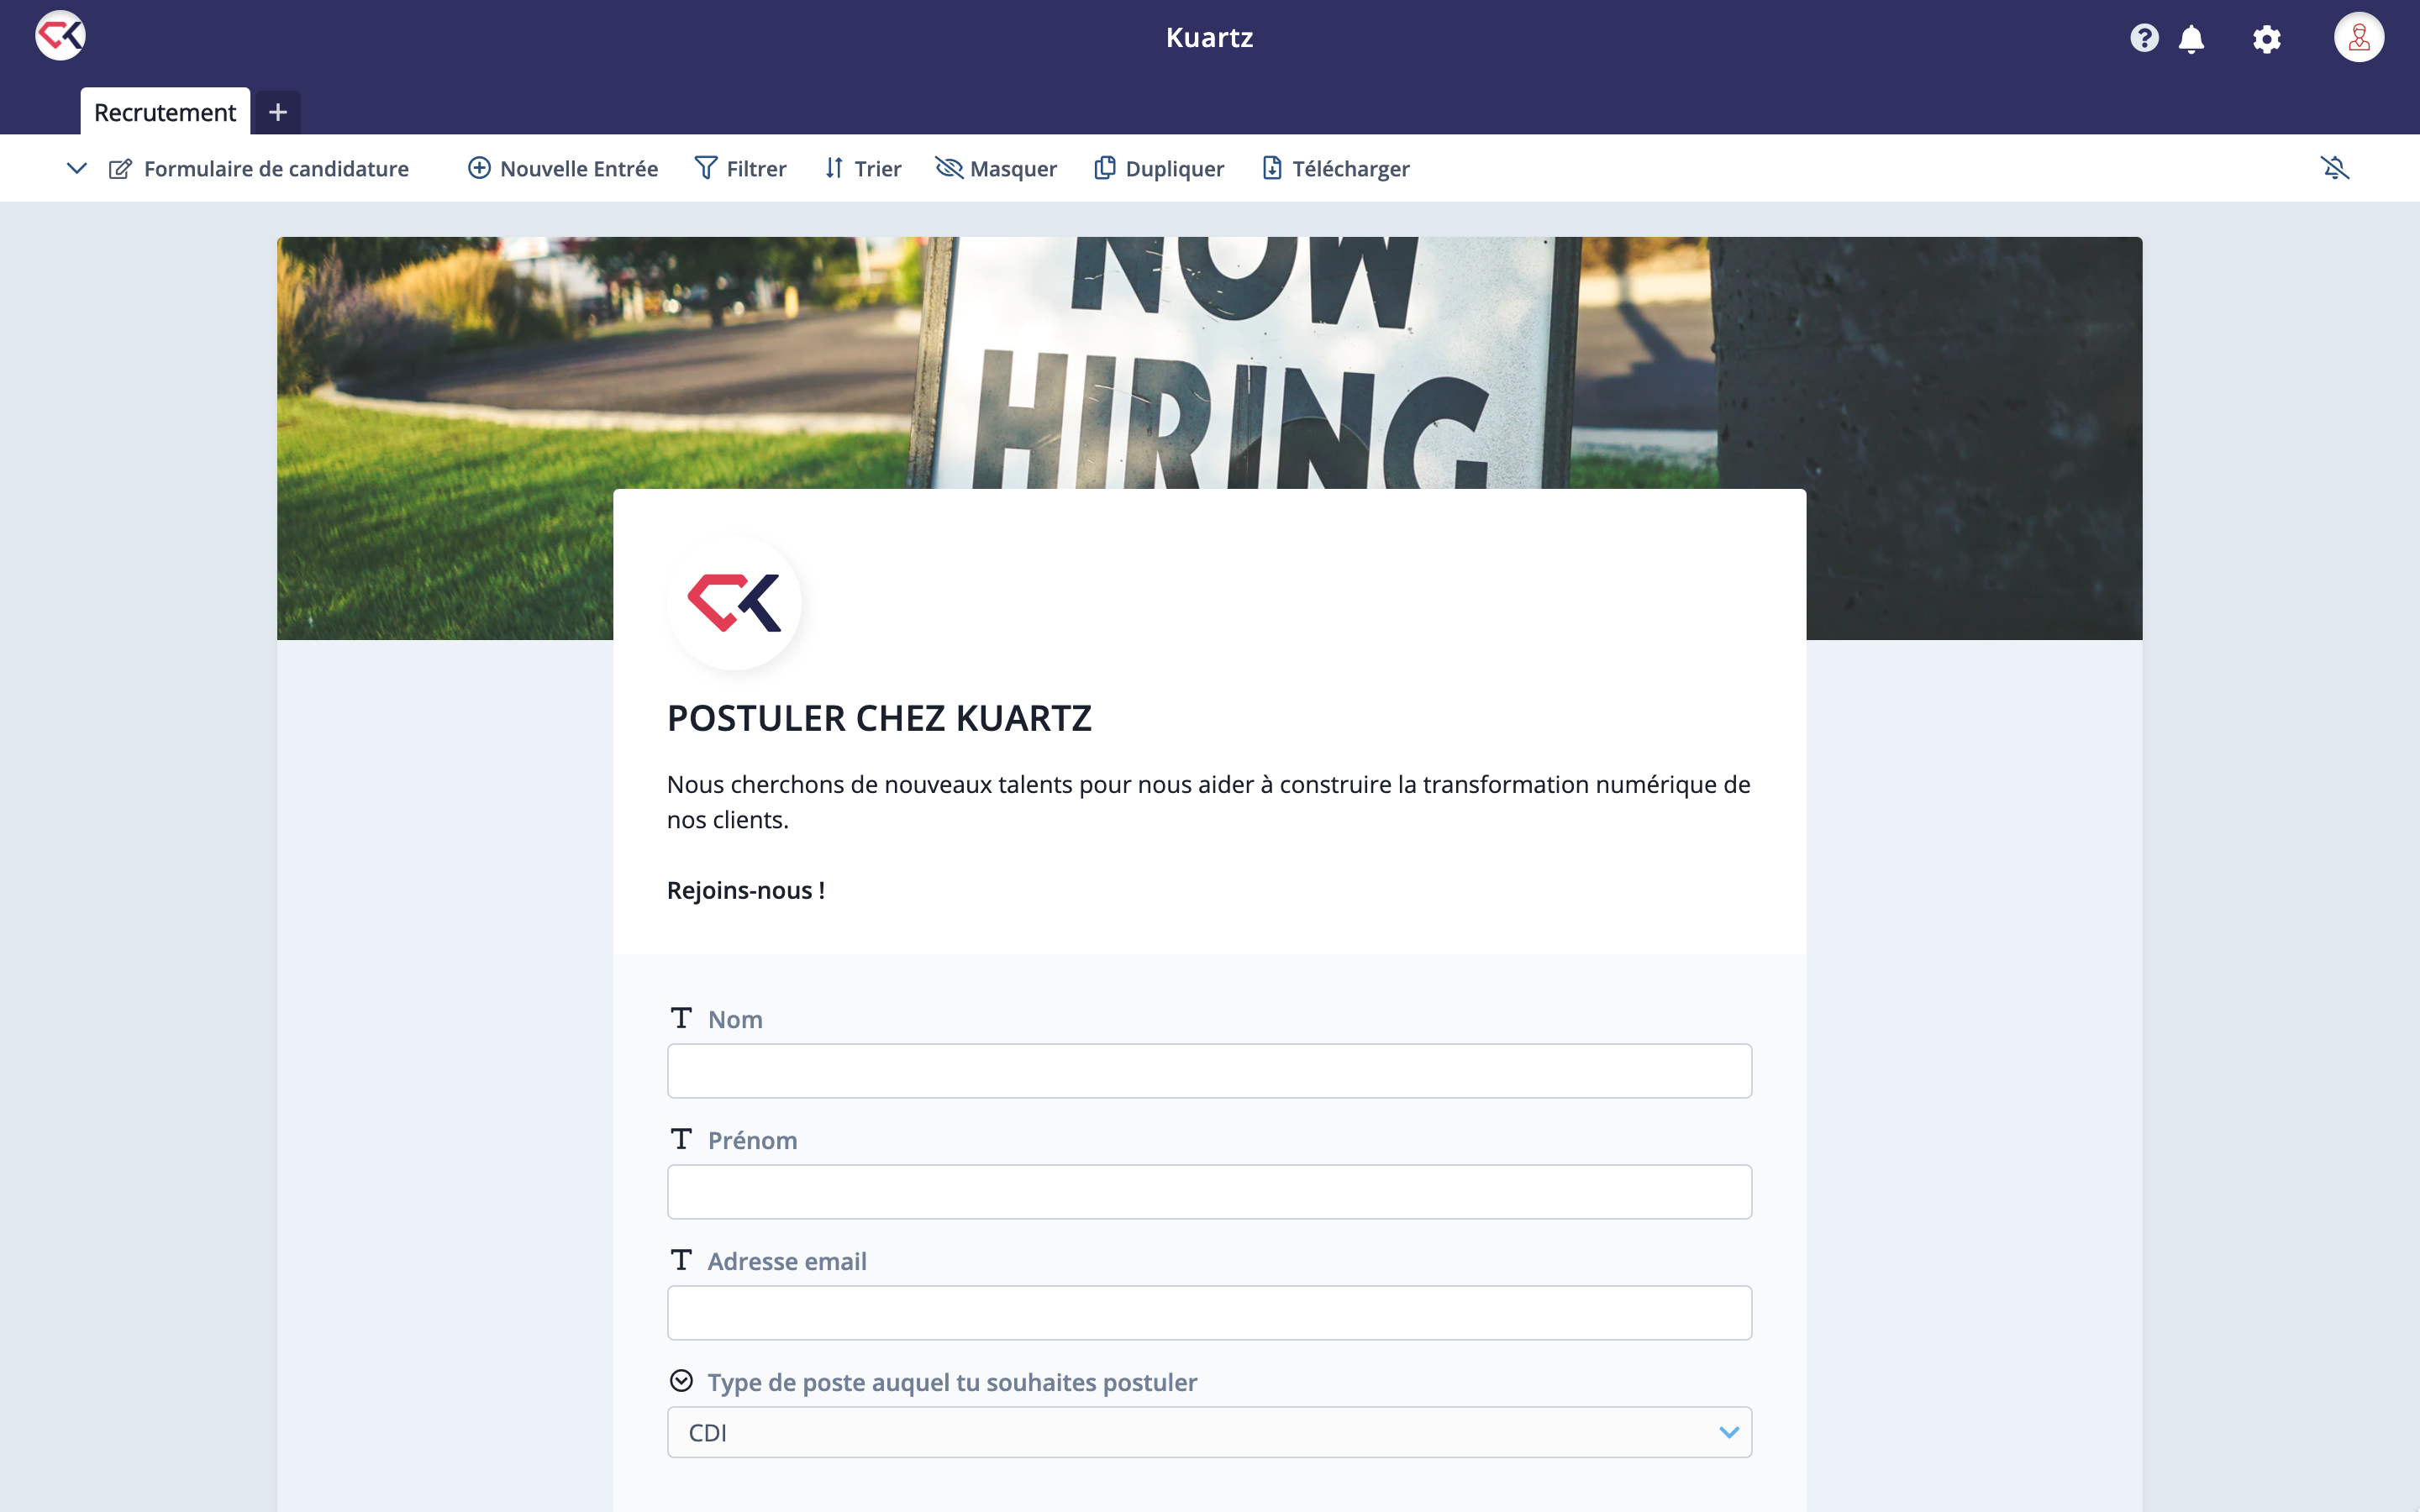 Kuartz
Recrutement
Formulaire de candidature Nouvelle Entrée Filtrer Trier Masquer Dupliquer Télécharger
NOW
HIRING
POSTULER CHEZ KUARTZ
Nous cherchons de nouveaux talents pour nous aider à construire la transformation numérique de
nos clients.
Rejoins-nous !
Nom
Prénom
Adresse email
Type de poste auquel tu souhaites postuler
CDI